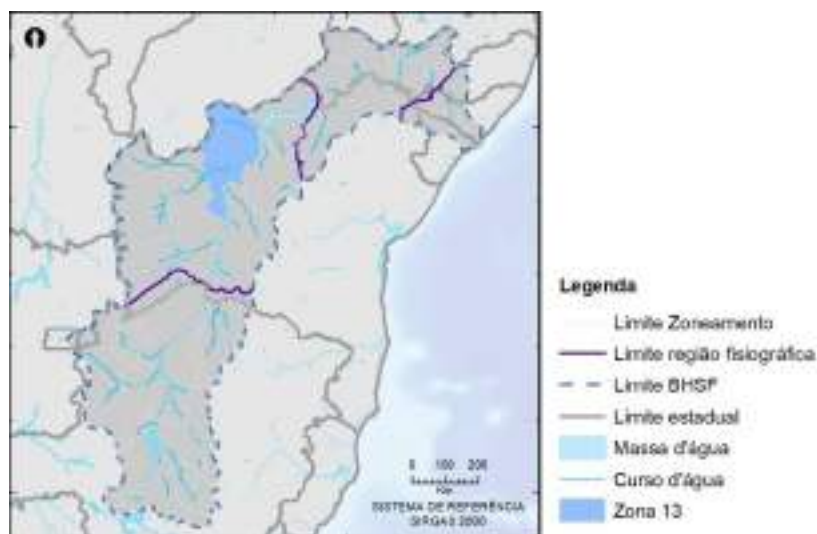 0 100 200
Km
SISTEMA DE REFERÊNCIA
SIRGAS 2000
Legenda
Limite Zoneamento
Limite região fisiográfica
Limite BHSF
Limite estadual
Massa d'água
Curso d'água
Zona 13